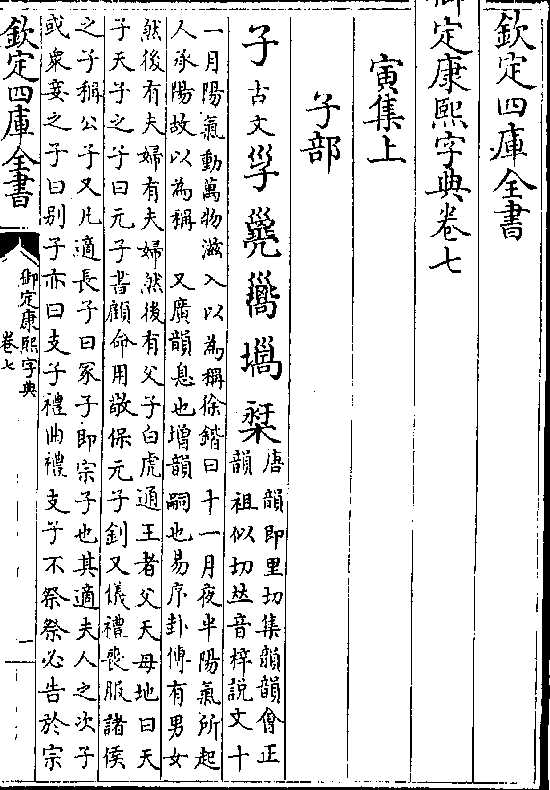 欽定四庫全書
御定康熙字典卷七
寅集上
子部
子古文㜽
唐韻即里切集韻韻會正
韻祖似切𡘋音梓說文十
一月陽氣動萬物滋入以為稱徐鍇曰十一月夜半陽氣所起
人承陽故以為稱 又廣韻息也增韻嗣也易序卦傳有男女
然後有夫婦有夫婦然後有父子白虎通王者父天母地曰天
子天子之子曰元子書顧命用敬保元子釗又儀禮喪服諸侯
之子稱公子又凡適長子曰冢子即宗子也其適夫人之次子
或衆妾之子曰别子亦曰支子禮曲禮支子不祭祭必告於宗
欽定四庫全書
御定康熙字典
卷七
一